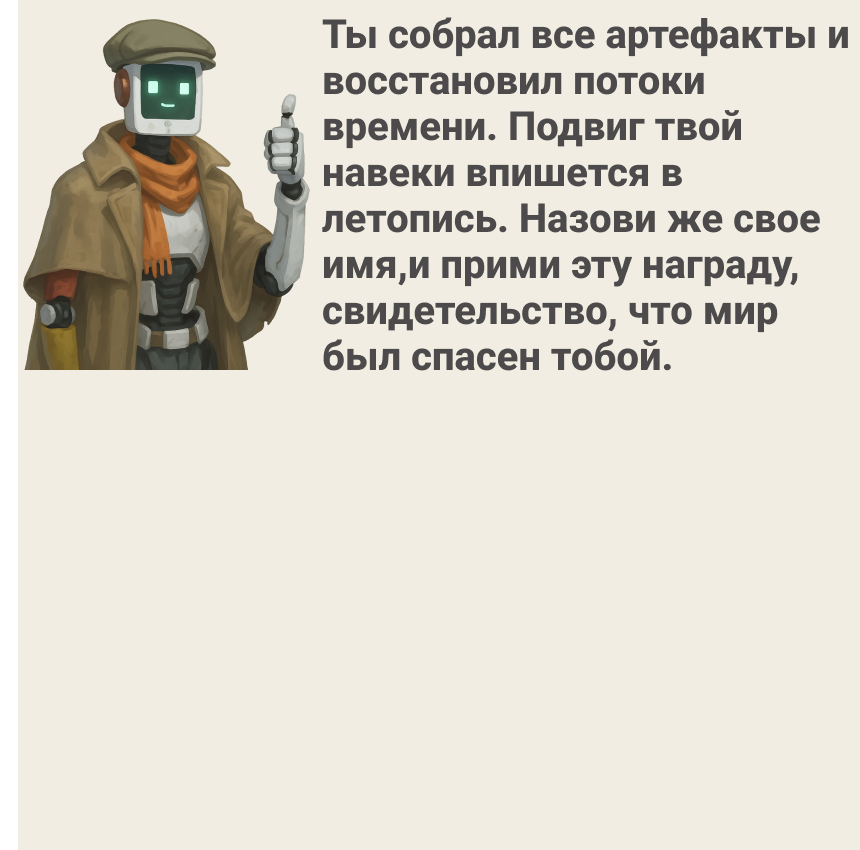 Ты собрал все артефакты и
восстановил потоки
времени. Подвиг твой
навеки впишется в
летопись. Назови же свое
имя,и прими эту награду,
свидетельство, что мир
был спасен тобой.